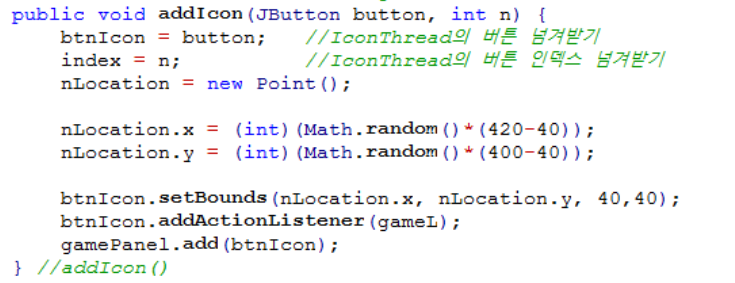 public void addIcon(JButton button, int n) {
    btnIcon = button;   //IconThread의 버튼 넘겨받기
    index = n;          //IconThread의 버튼 인덱스 넘겨받기
    nLocation = new Point();

    nLocation.x = (int)(Math.random()*(420-40));
    nLocation.y = (int)(Math.random()*(400-40));

    btnIcon.setBounds(nLocation.x, nLocation.y, 40,40);
    btnIcon.addActionListener(gameL);
    gamePanel.add(btnIcon);
} //addIcon()